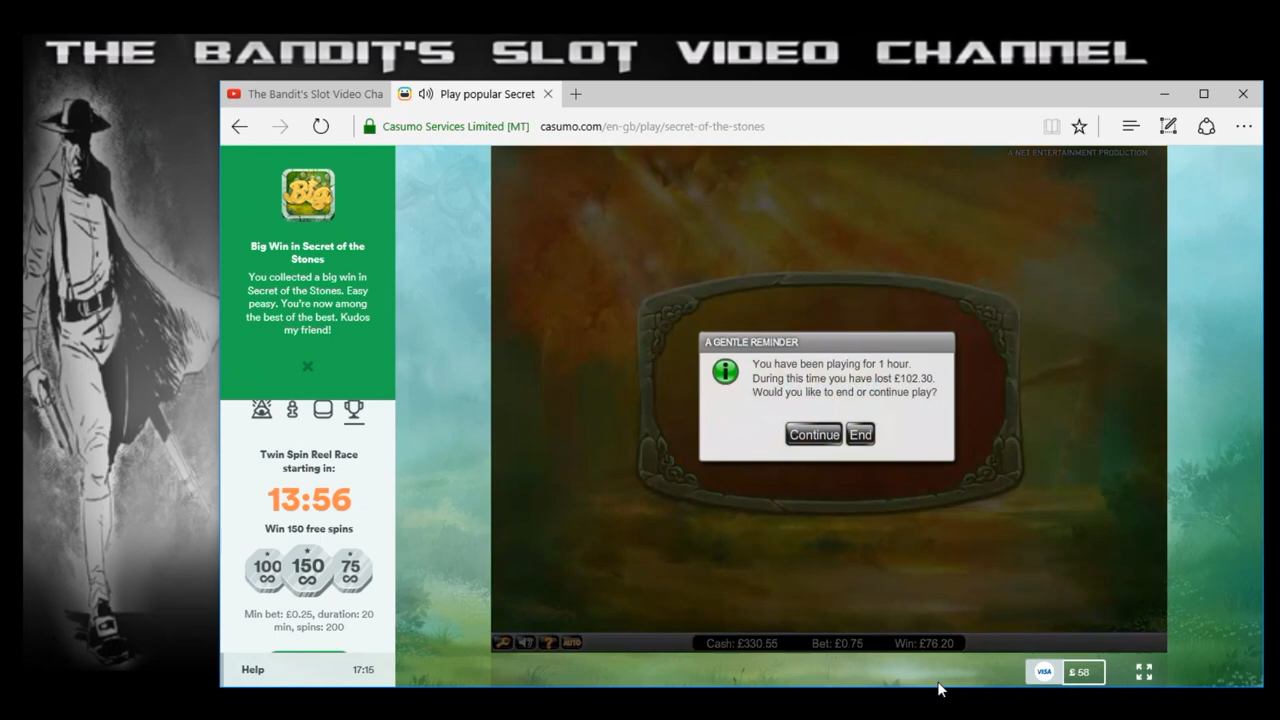 THE BANDIT'S SLOT VIDEO CHANNEL
The Bandit's Slot Video Cha
Play popular Secret
Casumo Services Limited [MT] casumo.com/en-gb/play/secret-of-the-stones
A NET ENTERTAINMENT PRODUCTION
Big
Big Win in Secret of the
Stones
You collected a big win in
Secret of the Stones. Easy
peasy. You're now among
the best of the best. Kudos
my friend!
Twin Spin Reel Race
starting in:
13:56
Win 150 free spins
100 150 75
Min bet: £0.25, duration: 20
min, spins: 200
Help 17:15
A GENTLE REMINDER
You have been playing for 1 hour.
During this time you have lost £102.30.
Would you like to end or continue play?
Continue End
AUTO Cash: £330.55 Bet: £0.75 Win: £76.20
VISA £ 58